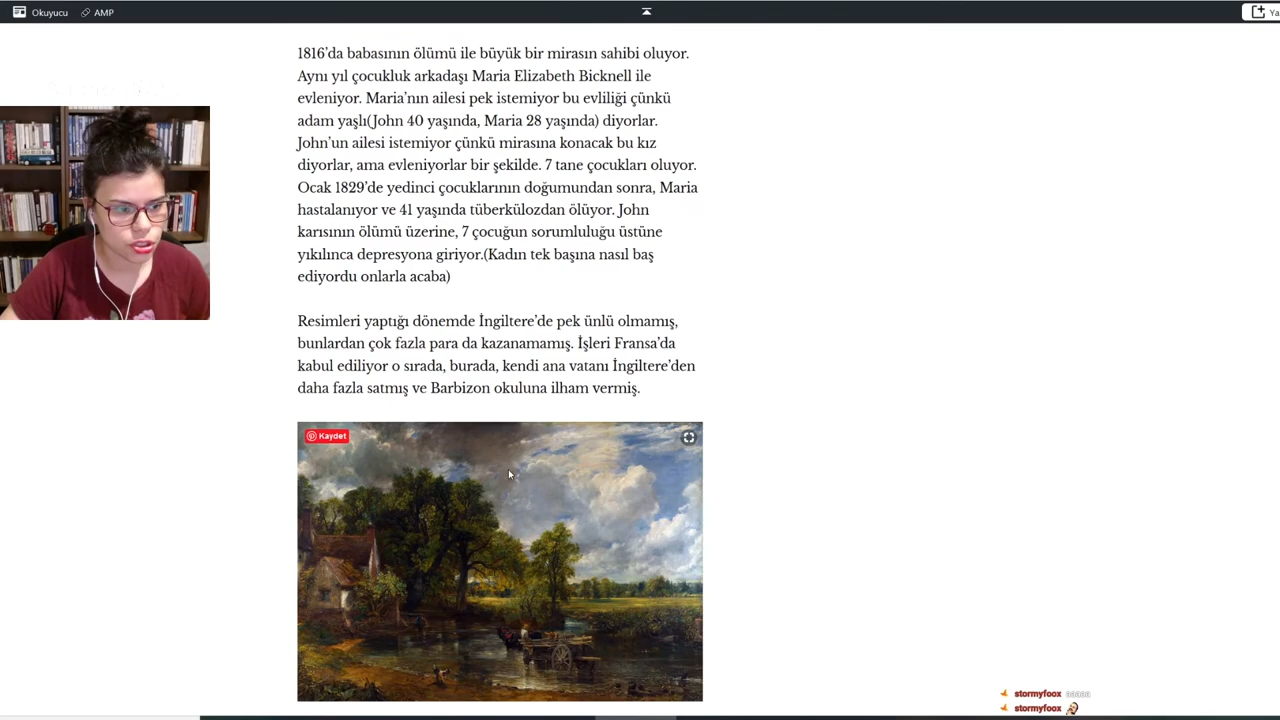 Okuyucu AMP
1816’da babasının ölümü ile büyük bir mirasın sahibi oluyor.
Aynı yıl çocukluk arkadaşı Maria Elizabeth Bicknell ile
evleniyor. Maria’nın ailesi pek istemiyor bu evliliği çünkü
adam yaşlı(John 40 yaşında, Maria 28 yaşında) diyorlar.
John’un ailesi istemiyor çünkü mirasına konacak bu kız
diyorlar, ama evleniyorlar bir şekilde. 7 tane çocukları oluyor.
Ocak 1829’de yedinci çocuklarının doğumundan sonra, Maria
hastalanıyor ve 41 yaşında tüberkülozdan ölüyor. John
karısının ölümü üzerine, 7 çocuğun sorumluluğu üstüne
yıkılınca depresyona giriyor.(Kadın tek başına nasıl baş
ediyordu onlarla acaba)
Resimleri yaptığı dönemde İngiltere’de pek ünlü olmamış,
bunlardan çok fazla para da kazanamamış. İşleri Fransa’da
kabul ediliyor o sırada, burada, kendi ana vatanı İngiltere’den
daha fazla satmış ve Barbizon okuluna ilham vermiş.
Kaydet
stormyfoox
stormyfoox